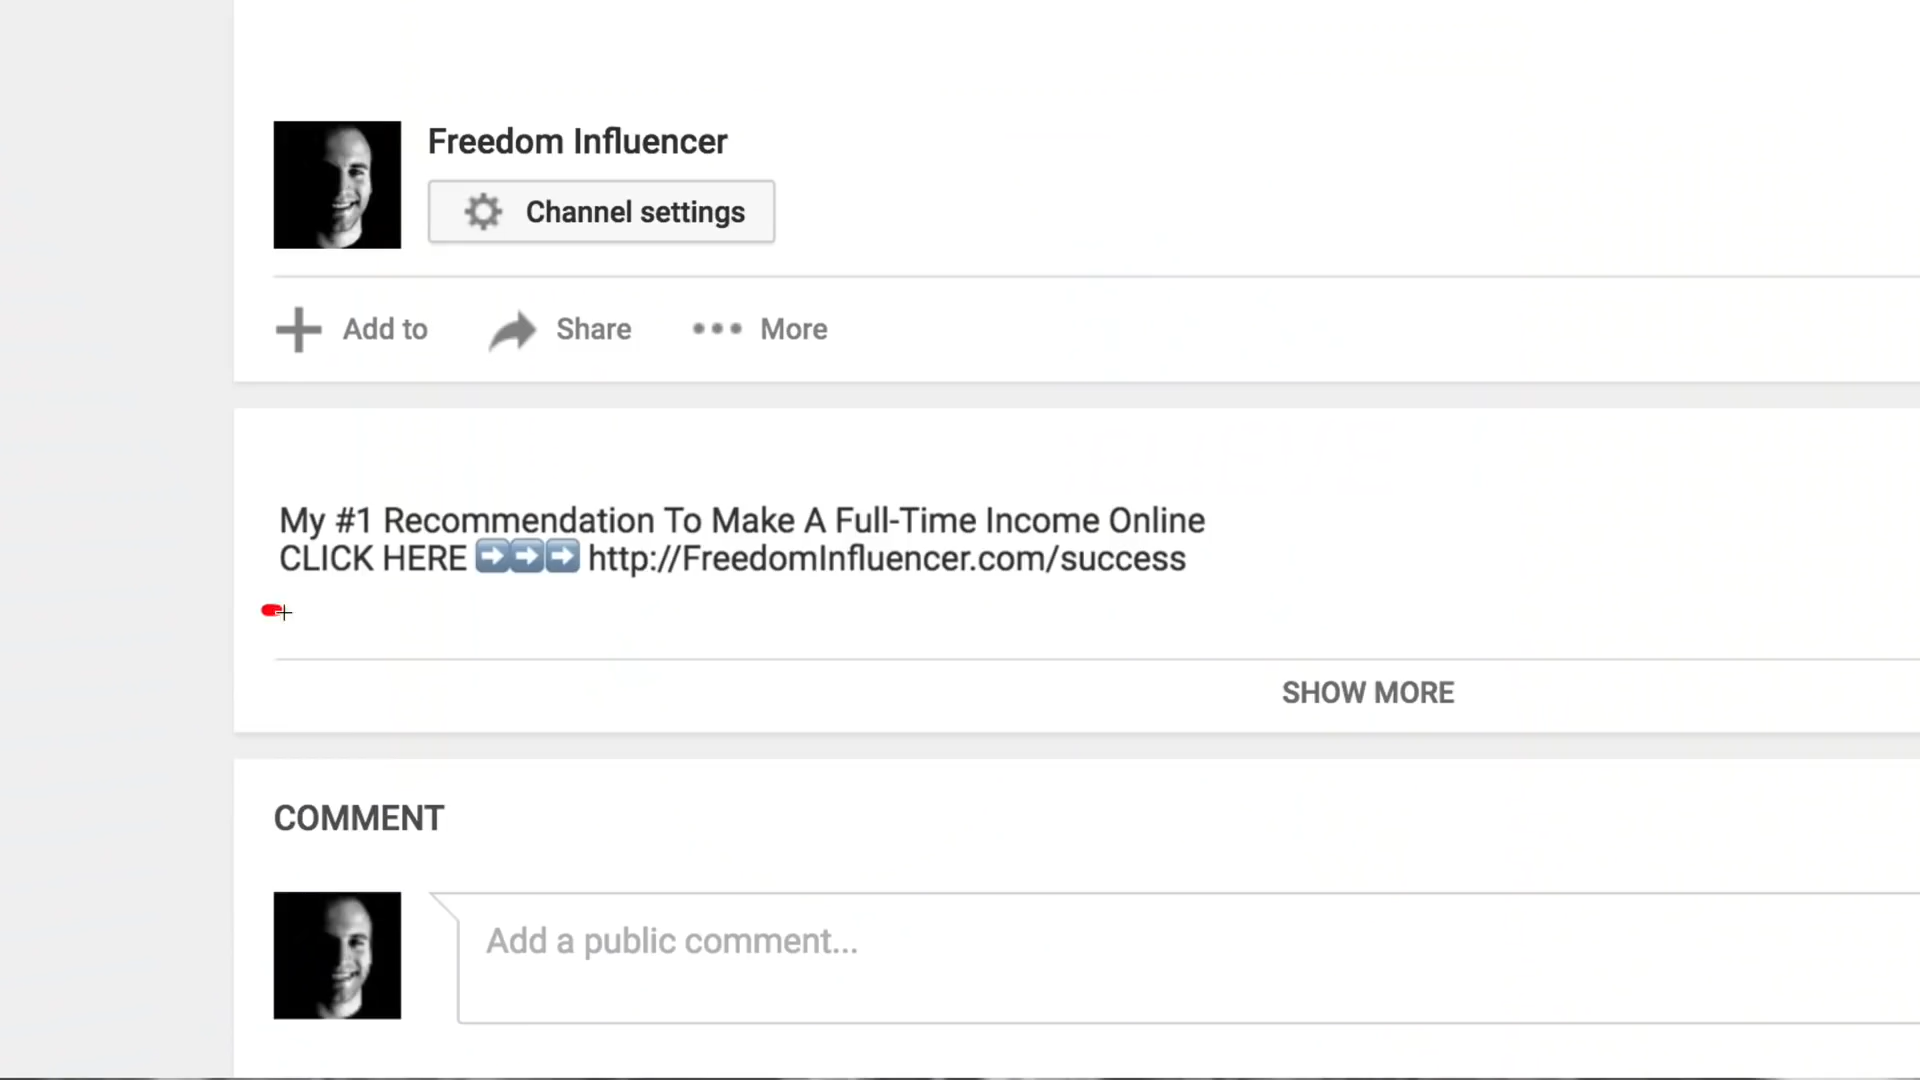 Freedom Influencer
Channel settings
Add to Share More
My #1 Recommendation To Make A Full-Time Income Online
CLICK HERE ➡️➡️➡️ http://FreedomInfluencer.com/success
SHOW MORE
COMMENT
Add a public comment...